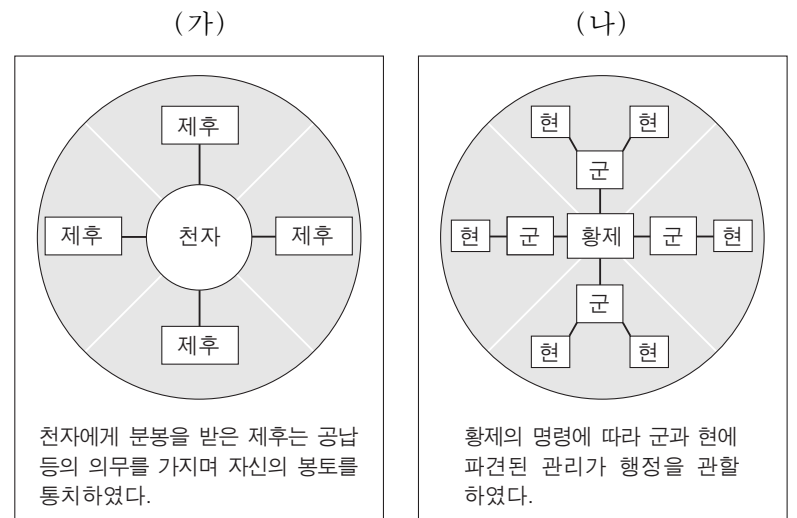 (가)
제후
제후
천자
제후
제후
천자에게 분봉을 받은 제후는 공납
등의 의무를 가지며 자신의 봉토를
통치하였다.
(나)
현
현
군
현
군
황제
군
현
군
현
현
황제의 명령에 따라 군과 현에
파견된 관리가 행정을 관할
하였다.